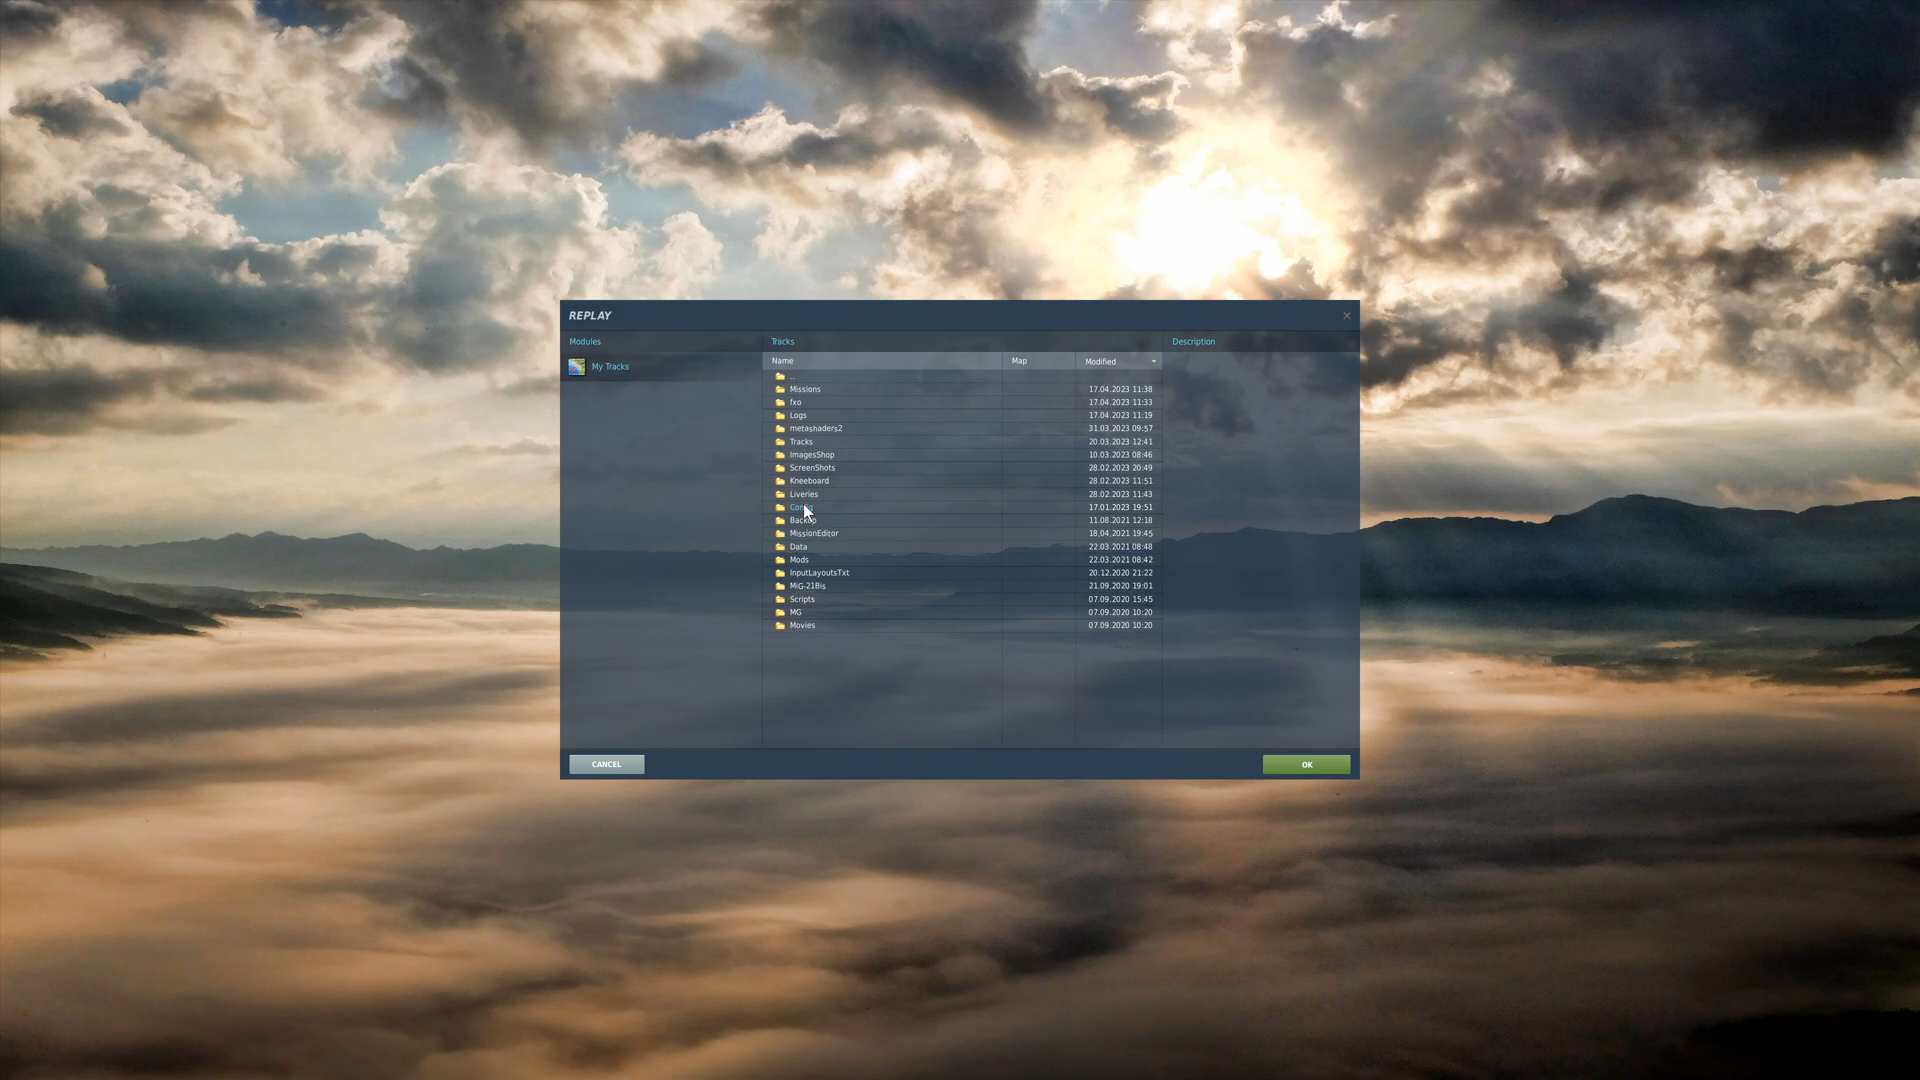 REPLAY
Modules Tracks Description
My Tracks
Name Map Modified
..
Missions 17.04.2023 11:38
fxo 17.04.2023 11:33
Logs 17.04.2023 11:19
metashaders2 31.03.2023 09:57
Tracks 20.03.2023 12:41
ImagesShop 10.03.2023 08:46
ScreenShots 28.02.2023 20:49
Kneeboard 28.02.2023 11:51
Liveries 28.02.2023 11:43
Config 17.01.2023 19:51
Backup 11.08.2021 12:18
MissionEditor 18.04.2021 19:45
Data 22.03.2021 08:48
Mods 22.03.2021 08:42
InputLayoutsTxt 20.12.2020 21:22
MiG-21Bis 21.09.2020 19:01
Scripts 07.09.2020 15:45
MG 07.09.2020 10:20
Movies 07.09.2020 10:20
CANCEL OK